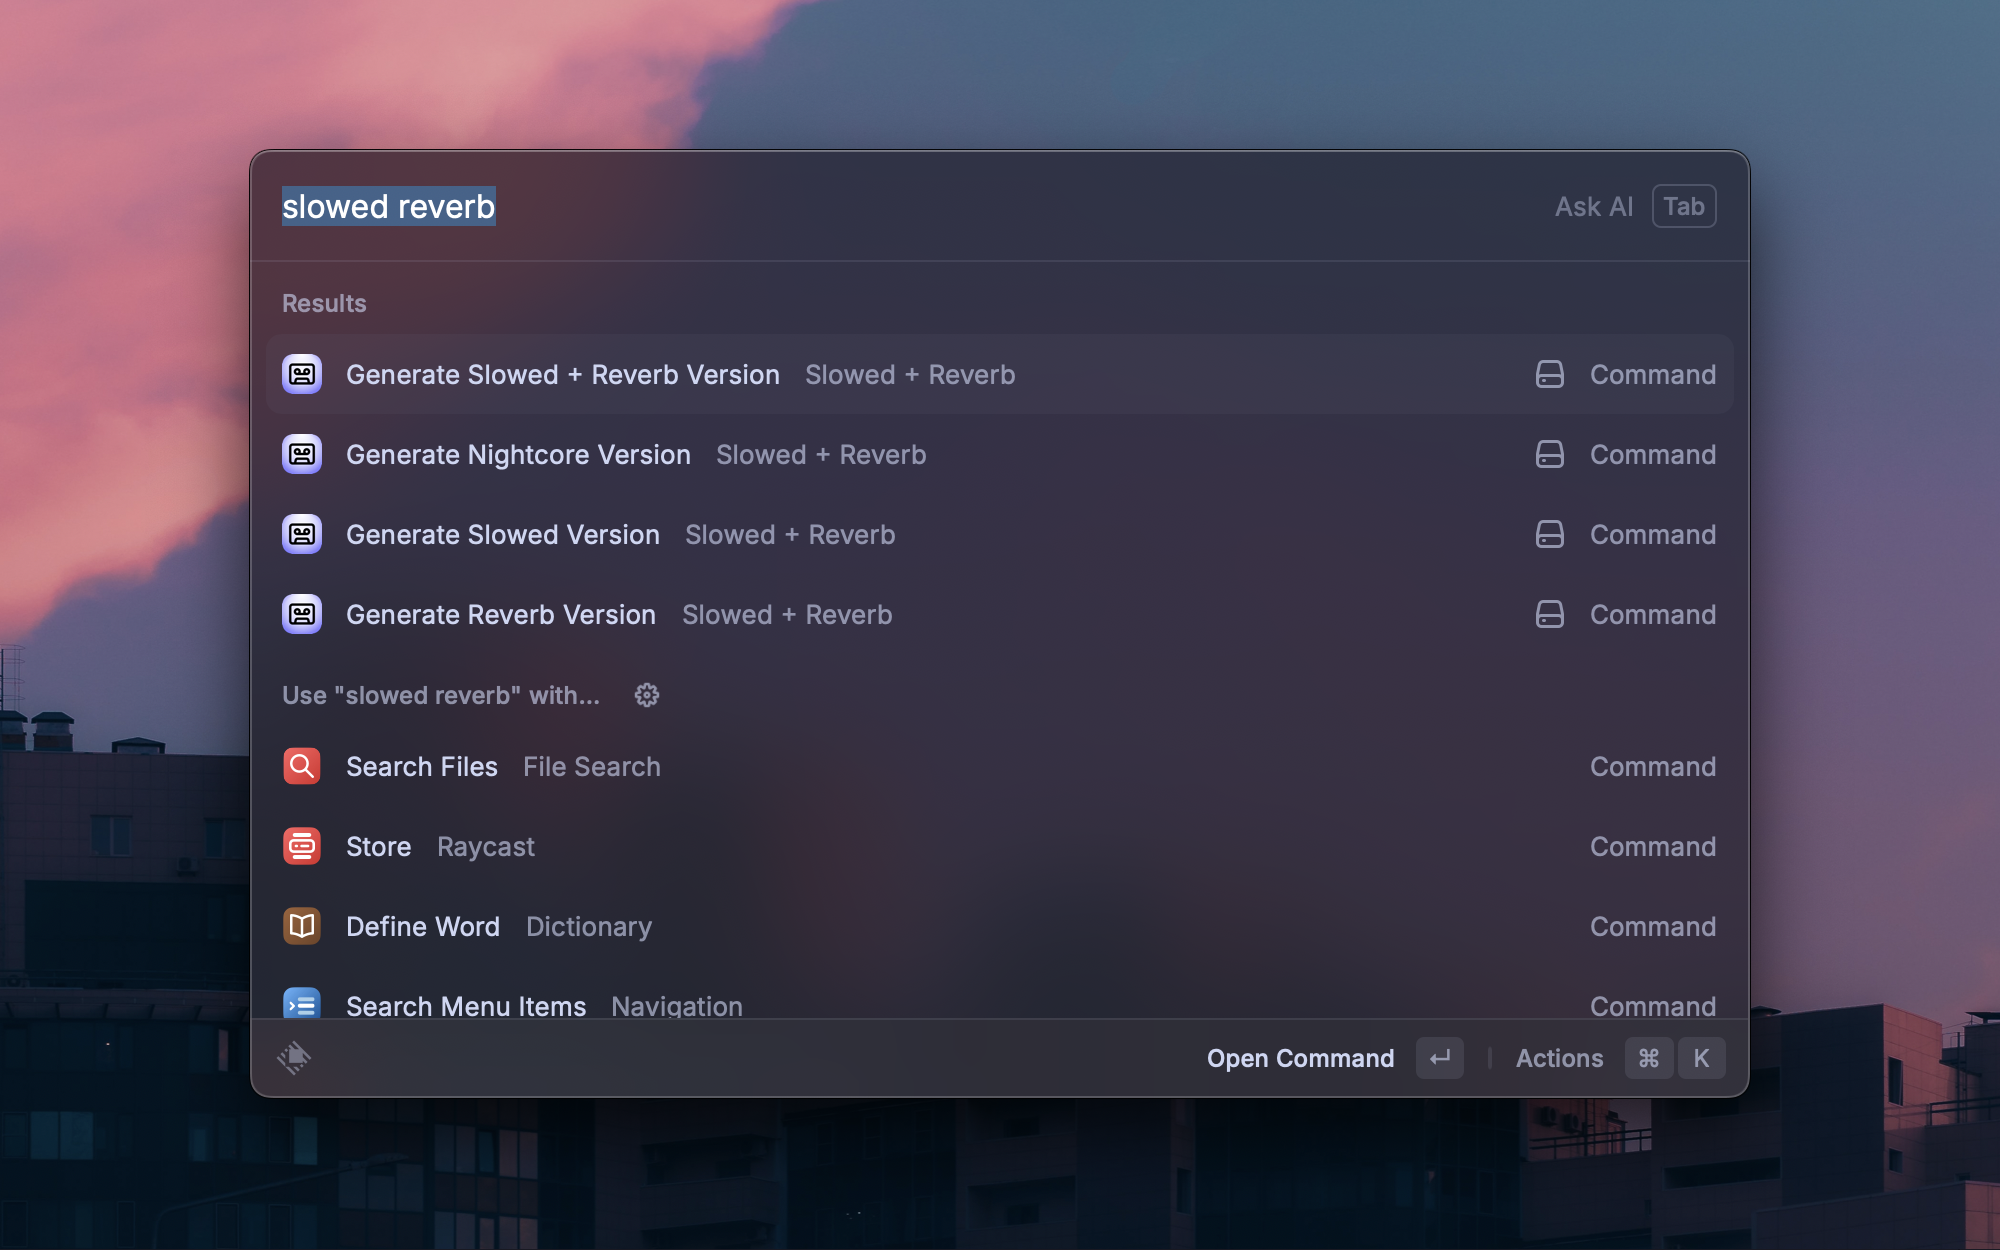 slowed reverb Ask AI Tab
Results
Generate Slowed + Reverb Version Slowed + Reverb Command
Generate Nightcore Version Slowed + Reverb Command
Generate Slowed Version Slowed + Reverb Command
Generate Reverb Version Slowed + Reverb Command
Use "slowed reverb" with...
Search Files File Search Command
Store Raycast Command
Define Word Dictionary Command
Search Menu Items Navigation Command
Open Command ↵ Actions ⌘ K